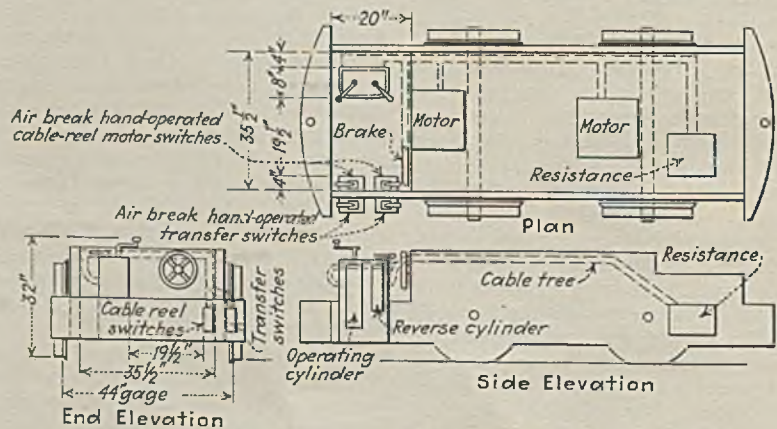 20"
4"
8"
35½"
19½"
4"
Air break hand-operated
cable-reel motor switches
Brake
Motor
Motor
Resistance
Air break hand-operated
transfer switches
Plan
32"
Cable reel
switches
Transfer
switches
19½"
35½"
44" gage
End Elevation
Operating
cylinder
Reverse cylinder
Cable tree
Resistance
Side Elevation